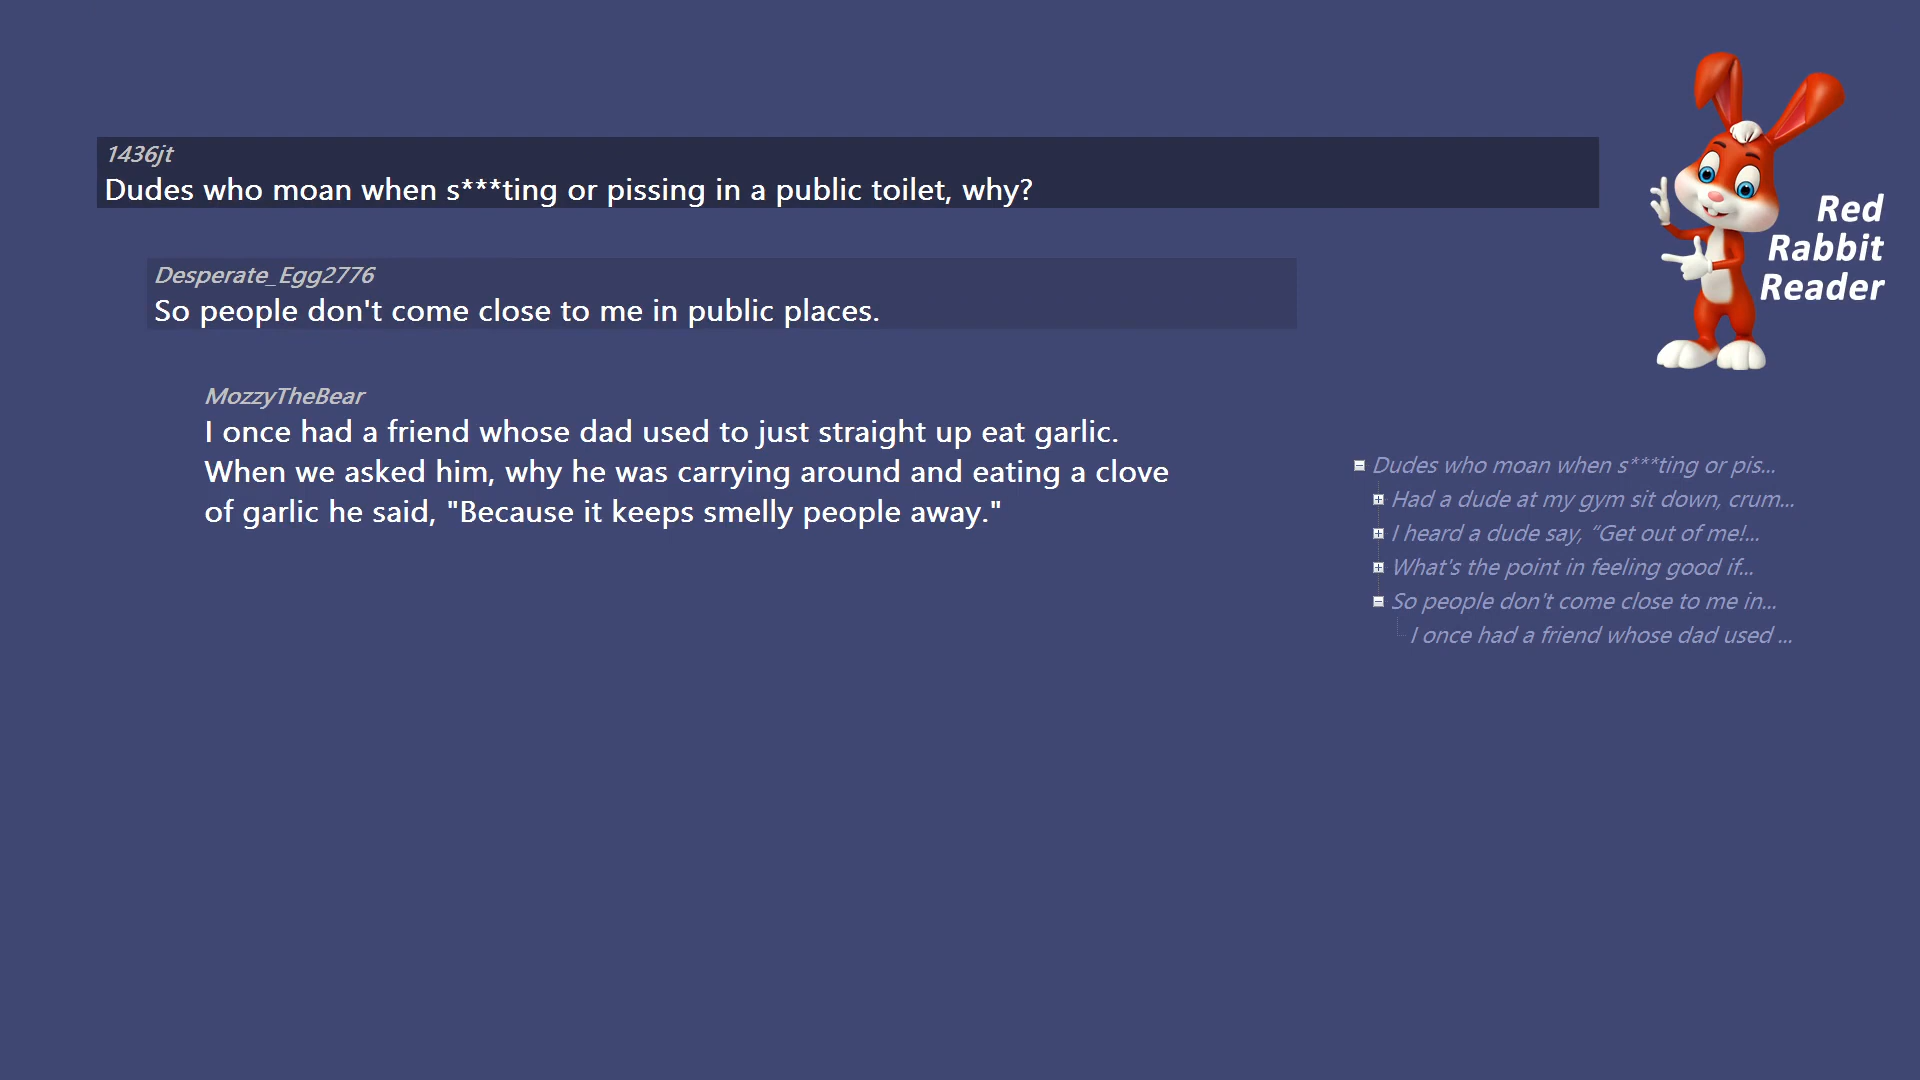 1436jt
Dudes who moan when s***ting or pissing in a public toilet, why?
Desperate_Egg2776
So people don't come close to me in public places.
MozzyTheBear
I once had a friend whose dad used to just straight up eat garlic.
When we asked him, why he was carrying around and eating a clove
of garlic he said, "Because it keeps smelly people away."
Red
Rabbit
Reader
Dudes who moan when s***ting or pis...
Had a dude at my gym sit down, crum...
I heard a dude say, “Get out of me!...
What's the point in feeling good if...
So people don't come close to me in...
I once had a friend whose dad used ...